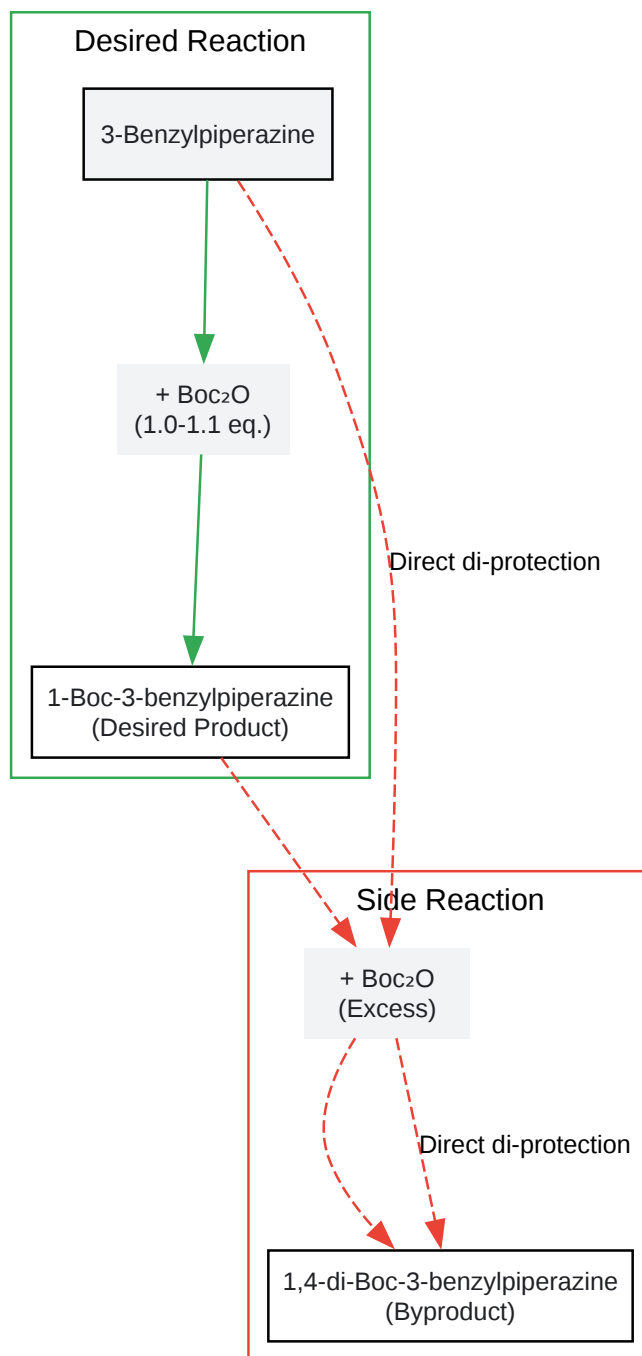 Desired Reaction
3-Benzylpiperazine
+ Boc₂O
(1.0-1.1 eq.)
Direct di-protection
1-Boc-3-benzylpiperazine
(Desired Product)
Side Reaction
+ Boc₂O
(Excess)
Direct di-protection
1,4-di-Boc-3-benzylpiperazine
(Byproduct)